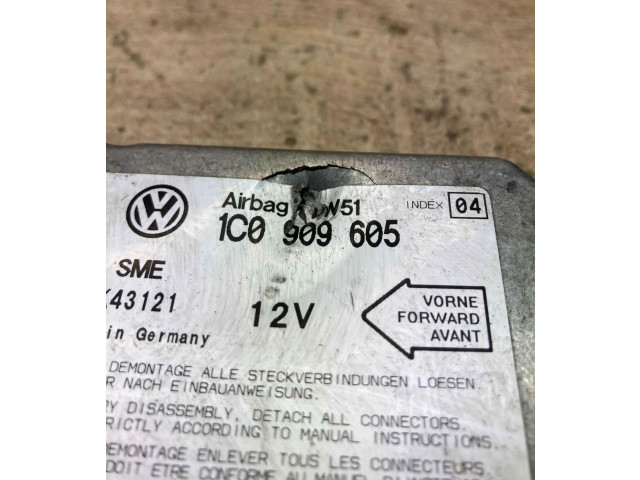 Airbag VW51
INDEX 04
1C0 909 605
SME
43121
12V
VORNE
FORWARD
AVANT
in Germany
DEMONTAGE ALLE STECKVERBINDUNGEN LOESEN.
R NACH EINBAUANWEISUNG.
RY DISASSEMBLY, DETACH ALL CONNECTORS.
STRICTLY ACCORDING TO MANUAL INSTRUCTIONS.
DEMONTAGE ENLEVER TOUS LES CONNECTEURS.
DOIT ÊTRE CONFORME AU MANUEL